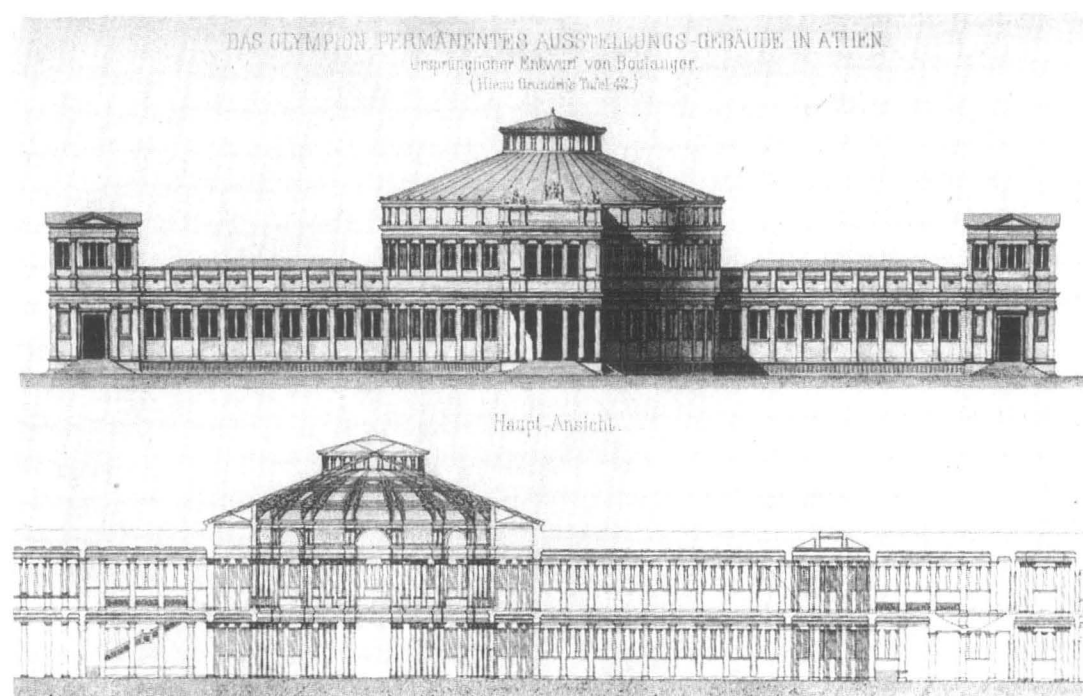 DAS OLYMPION. PERMANENTES AUSSTELLUNGS-GEBÄUDE IN ATHEN
Ursprünglicher Entwurf von Boulanger.
(Hiezu Grundriſs Tafel 42.)
Haupt-Ansicht.